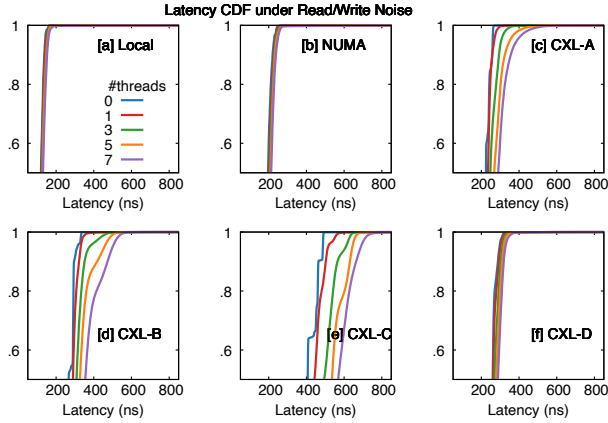 Latency CDF under Read/Write Noise
[a] Local
[b] NUMA
[c] CXL-A
#threads
0
1
3
5
7
1
.8
.6
200 400 600 800
Latency (ns)
1
.8
.6
200 400 600 800
Latency (ns)
1
.8
.6
200 400 600 800
Latency (ns)
[d] CXL-B
[e] CXL-C
[f] CXL-D
1
.8
.6
200 400 600 800
Latency (ns)
1
.8
.6
200 400 600 800
Latency (ns)
1
.8
.6
200 400 600 800
Latency (ns)